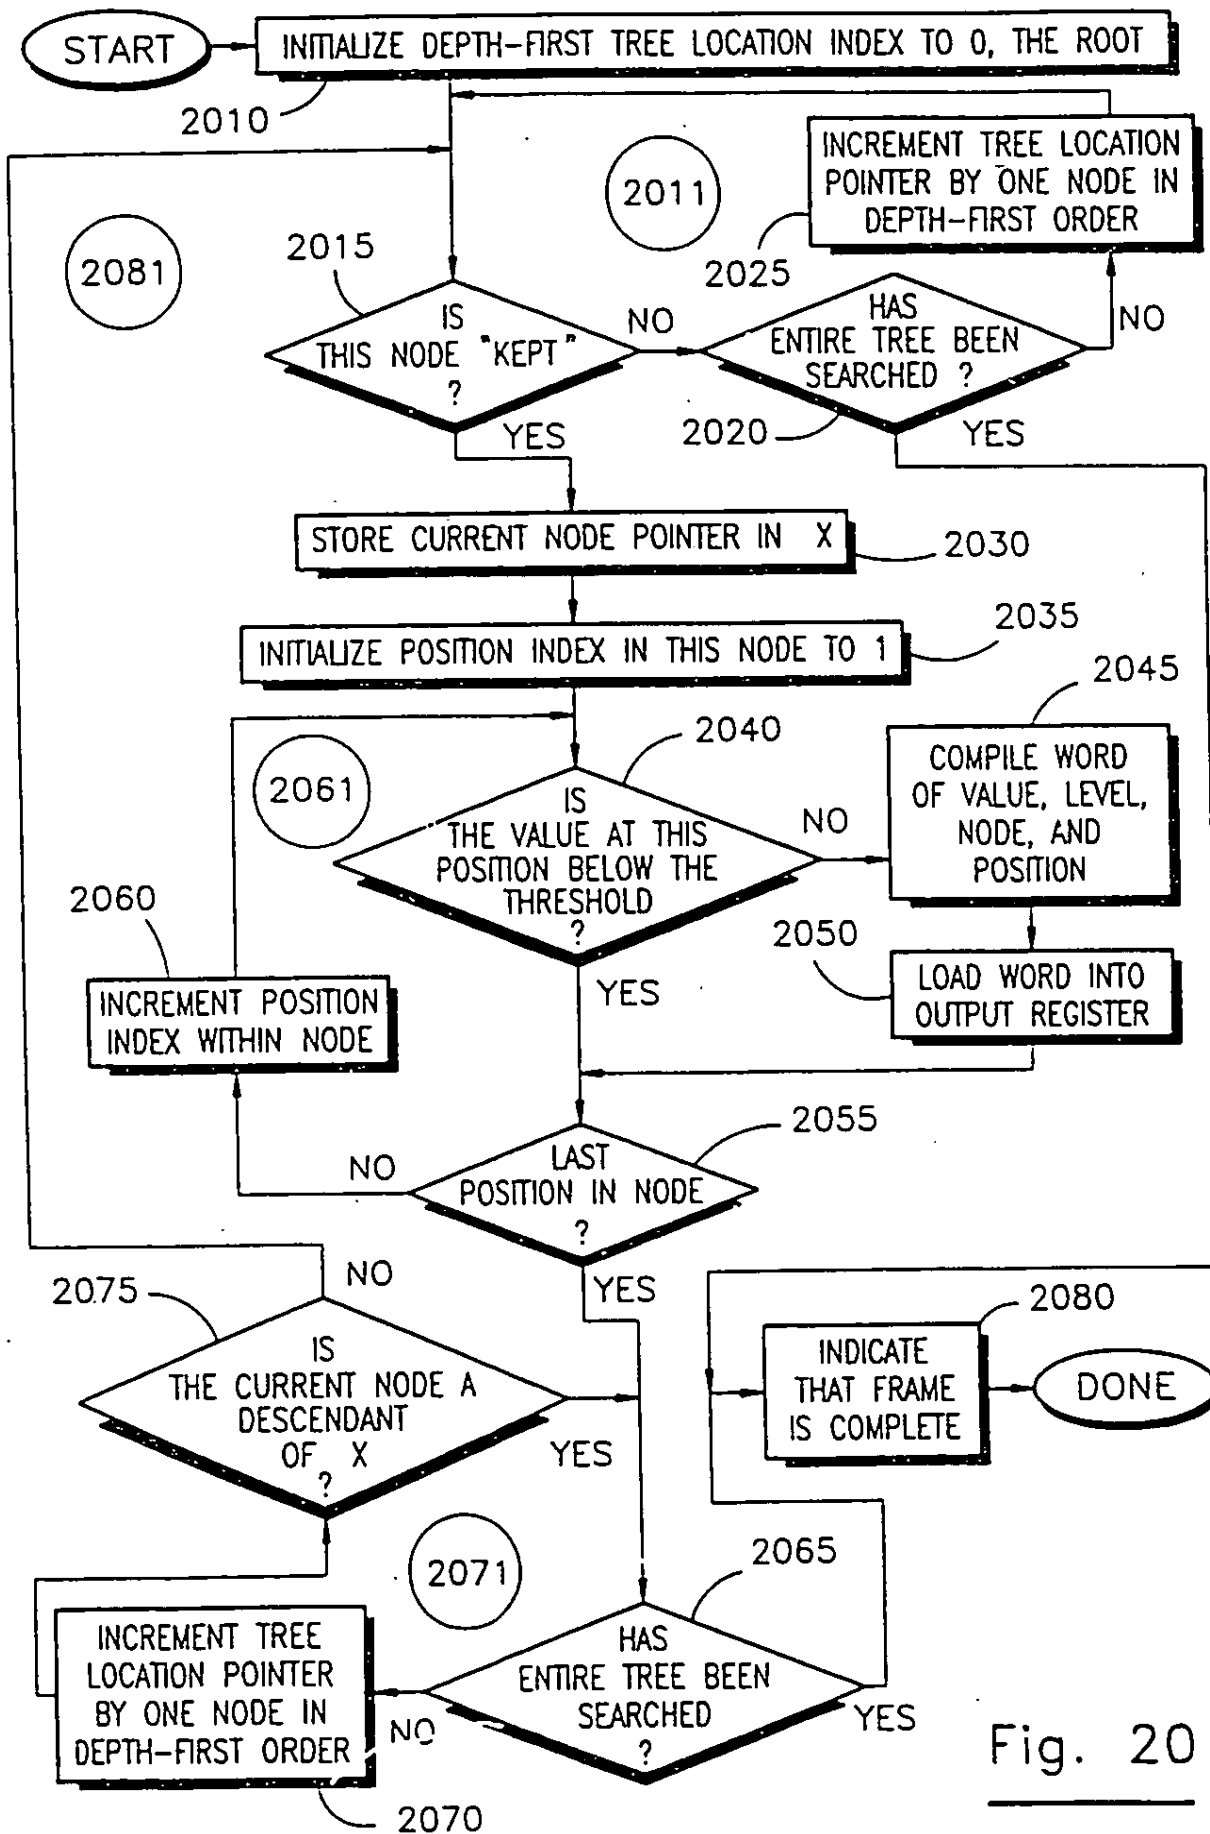 START
INITIALIZE DEPTH-FIRST TREE LOCATION INDEX TO 0, THE ROOT
2010
INCREMENT TREE LOCATION
POINTER BY ONE NODE IN
DEPTH-FIRST ORDER
2011
2025
2081
2015
IS
THIS NODE "KEPT"
?
NO
HAS
ENTIRE TREE BEEN
SEARCHED ?
NO
2020
YES
YES
STORE CURRENT NODE POINTER IN X
2030
INITIALIZE POSITION INDEX IN THIS NODE TO 1
2035
2045
2040
2061
IS
THE VALUE AT THIS
POSITION BELOW THE
THRESHOLD
?
NO
COMPILE WORD
OF VALUE, LEVEL,
NODE, AND
POSITION
2060
2050
YES
INCREMENT POSITION
INDEX WITHIN NODE
LOAD WORD INTO
OUTPUT REGISTER
2055
NO
LAST
POSITION IN NODE
?
YES
NO
2075
2080
IS
THE CURRENT NODE A
DESCENDANT
OF X
?
YES
INDICATE
THAT FRAME
IS COMPLETE
DONE
2071
2065
INCREMENT TREE
LOCATION POINTER
BY ONE NODE IN
DEPTH-FIRST ORDER
NO
HAS
ENTIRE TREE BEEN
SEARCHED
?
YES
2070
Fig. 20